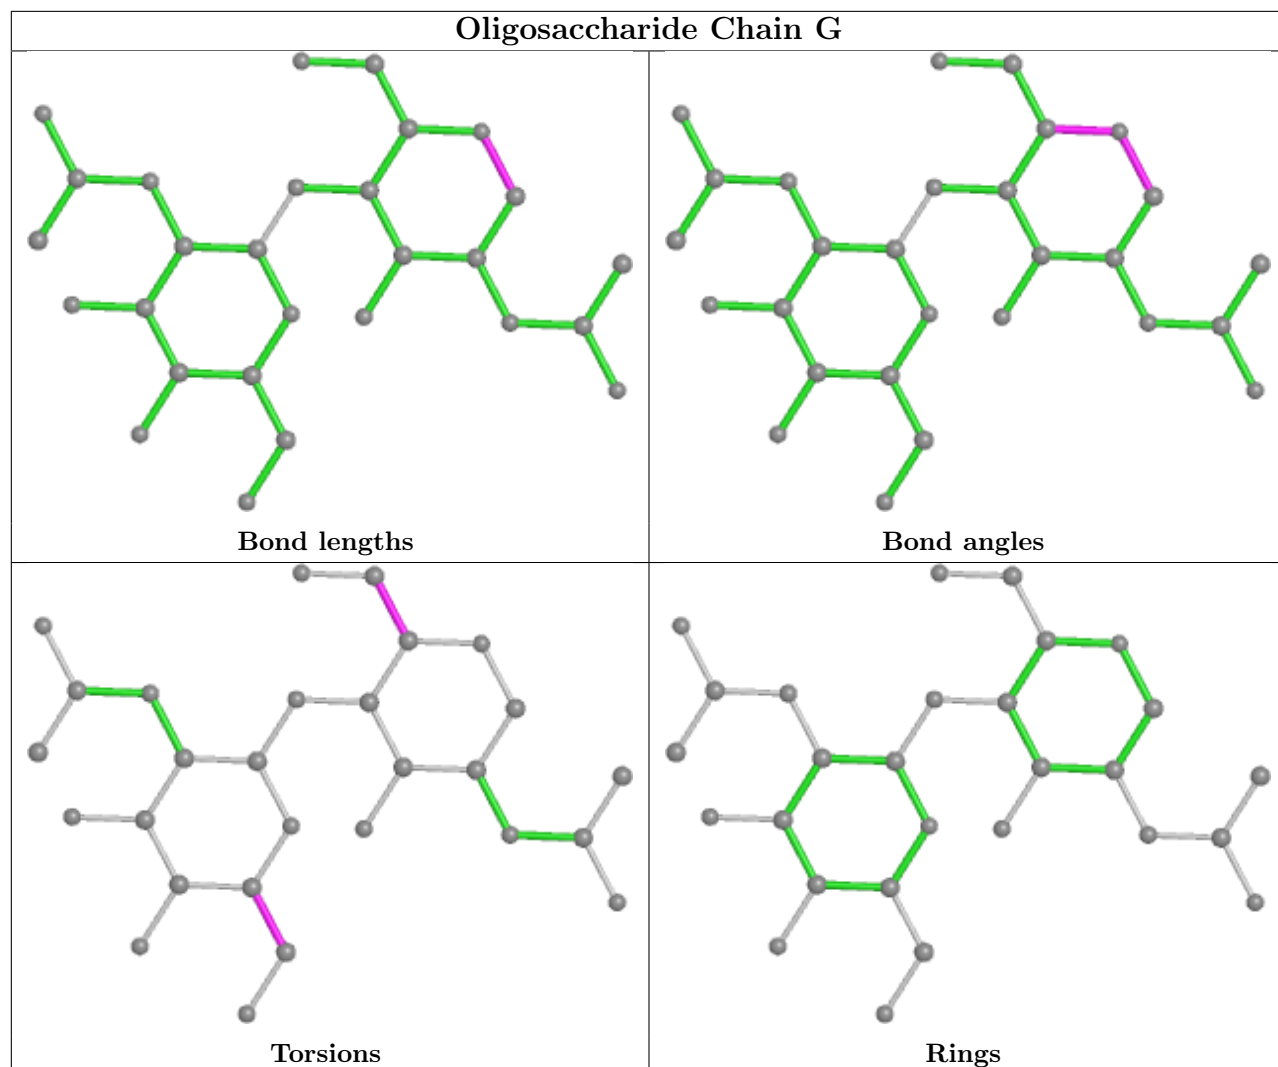 Oligosaccharide Chain G
Bond lengths
Bond angles
Torsions
Rings